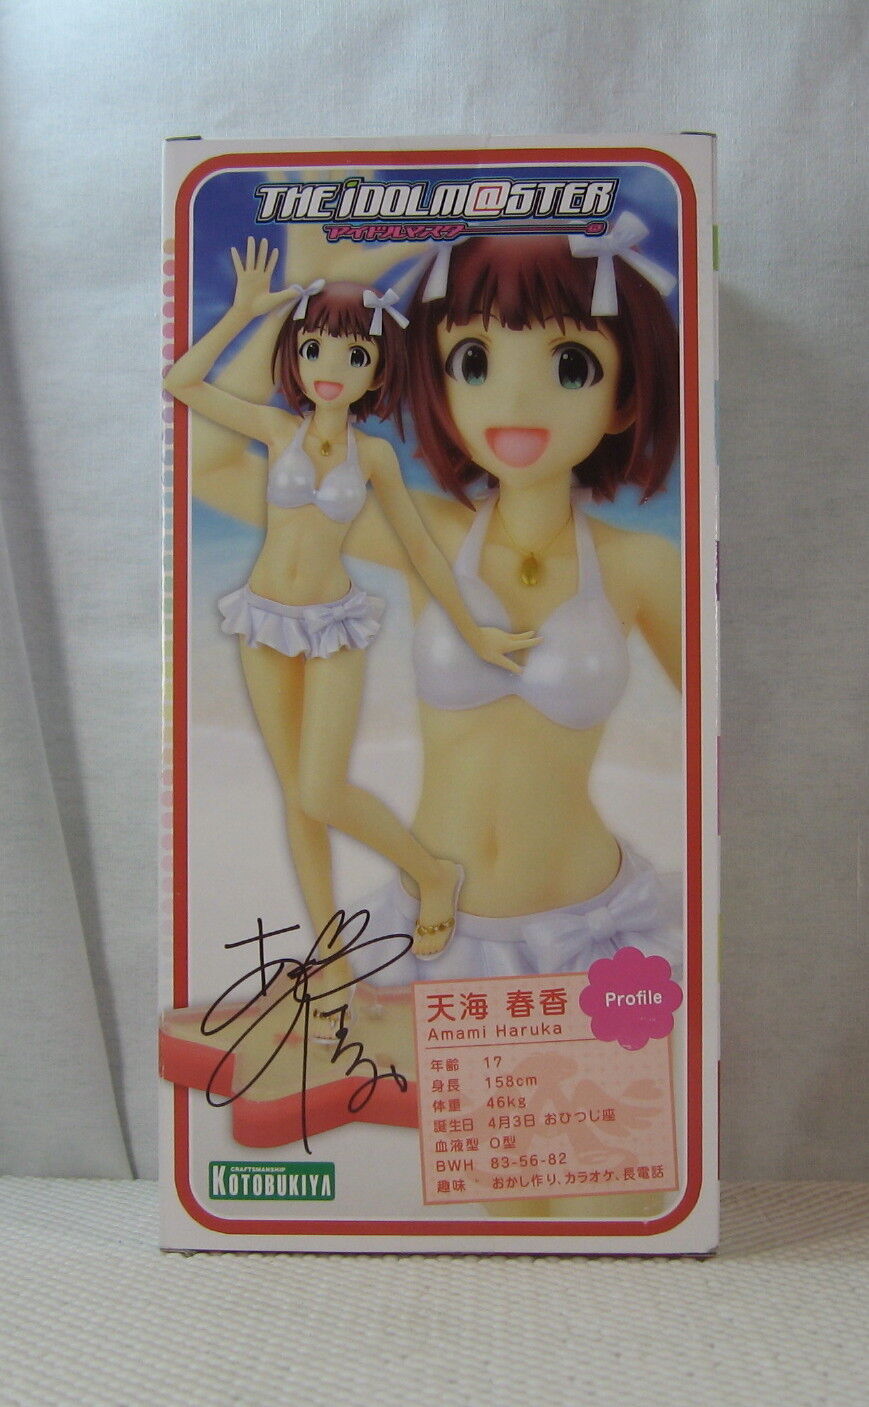 THE iDOLM@STER
アイドルマスター
天海 春香
Amami Haruka
Profile
年齢 17
身長 158cm
体重 46kg
誕生日 4月3日 おひつじ座
血液型 O型
BWH 83-56-82
趣味 おかし作り、カラオケ、長電話
CRAFTSMANSHIP
KOTOBUKIYA